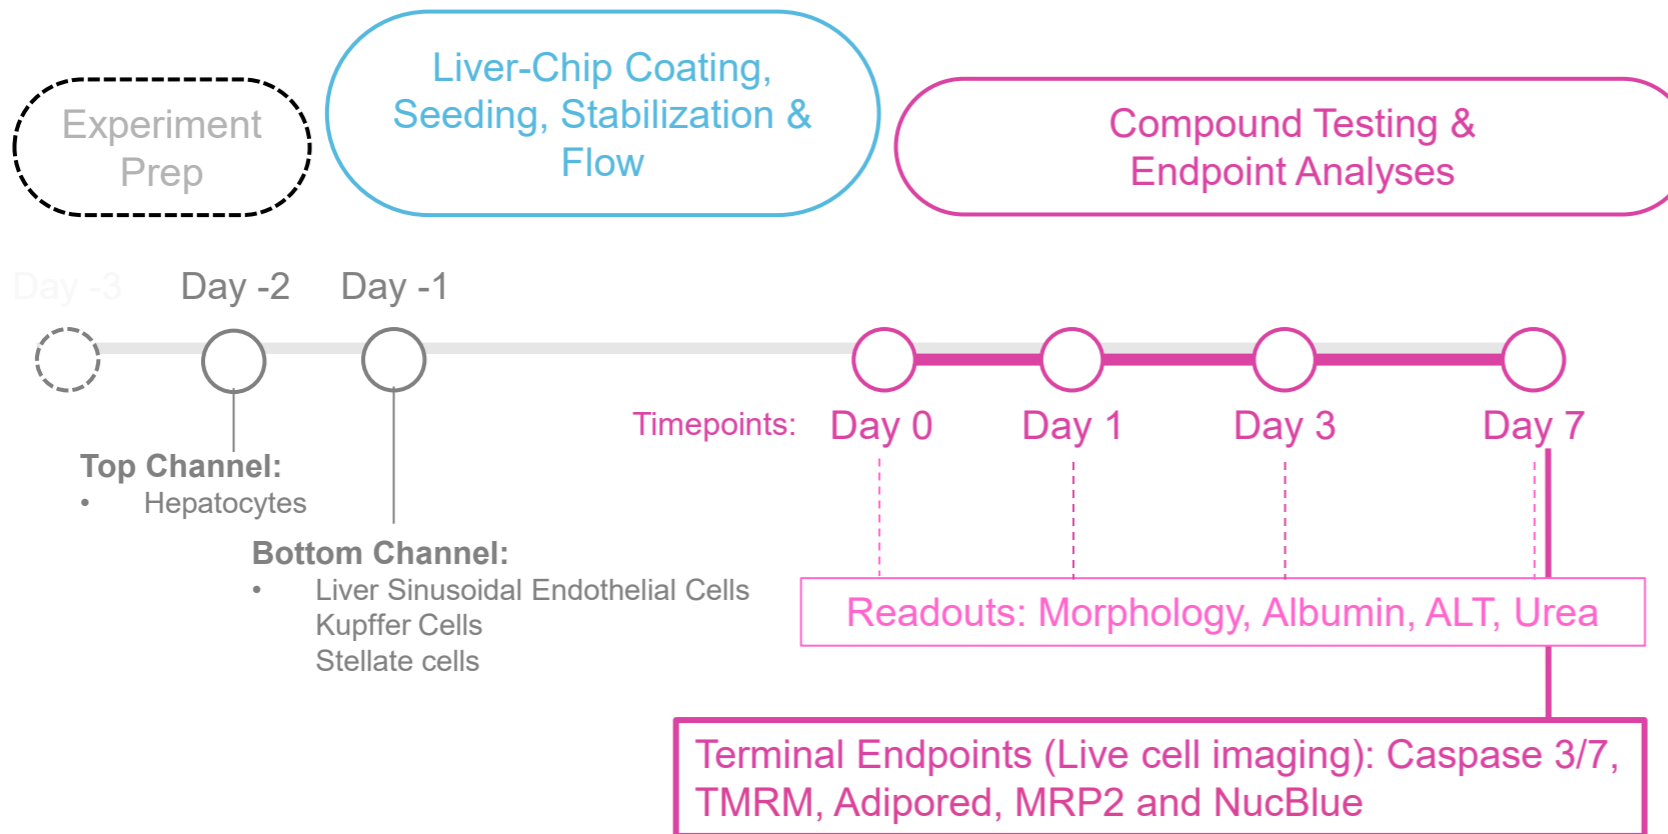 Experiment
Prep
Liver-Chip Coating,
Seeding, Stabilization &
Flow
Compound Testing &
Endpoint Analyses
Day -3
Day -2
Day -1
Timepoints:
Day 0
Day 1
Day 3
Day 7
Top Channel:
• Hepatocytes
Bottom Channel:
• Liver Sinusoidal Endothelial Cells
Kupffer Cells
Stellate cells
Readouts: Morphology, Albumin, ALT, Urea
Terminal Endpoints (Live cell imaging): Caspase 3/7,
TMRM, Adipored, MRP2 and NucBlue